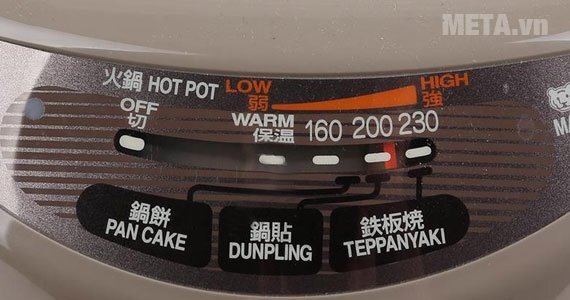 META.vn
火鍋 HOT POT
LOW
弱
HIGH
強
OFF
切
WARM
保温
160 200 230
鍋餅
PAN CAKE
鍋貼
DUNPLING
鉄板焼
TEPPANYAKI